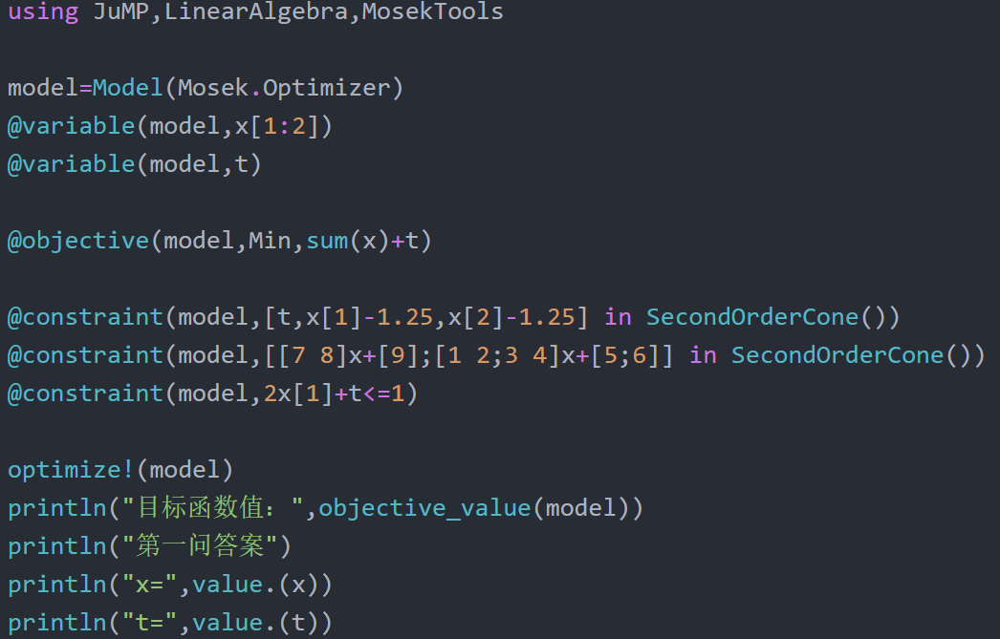 using JuMP,LinearAlgebra,MosekTools
model=Model(Mosek.Optimizer)
@variable(model,x[1:2])
@variable(model,t)
@objective(model,Min,sum(x)+t)
@constraint(model,[t,x[1]-1.25,x[2]-1.25] in SecondOrderCone())
@constraint(model,[[7 8]x+[9];[1 2;3 4]x+[5;6]] in SecondOrderCone())
@constraint(model,2x[1]+t<=1)
optimize!(model)
println("目标函数值：",objective_value(model))
println("第一问答案")
println("x=",value.(x))
println("t=",value.(t))